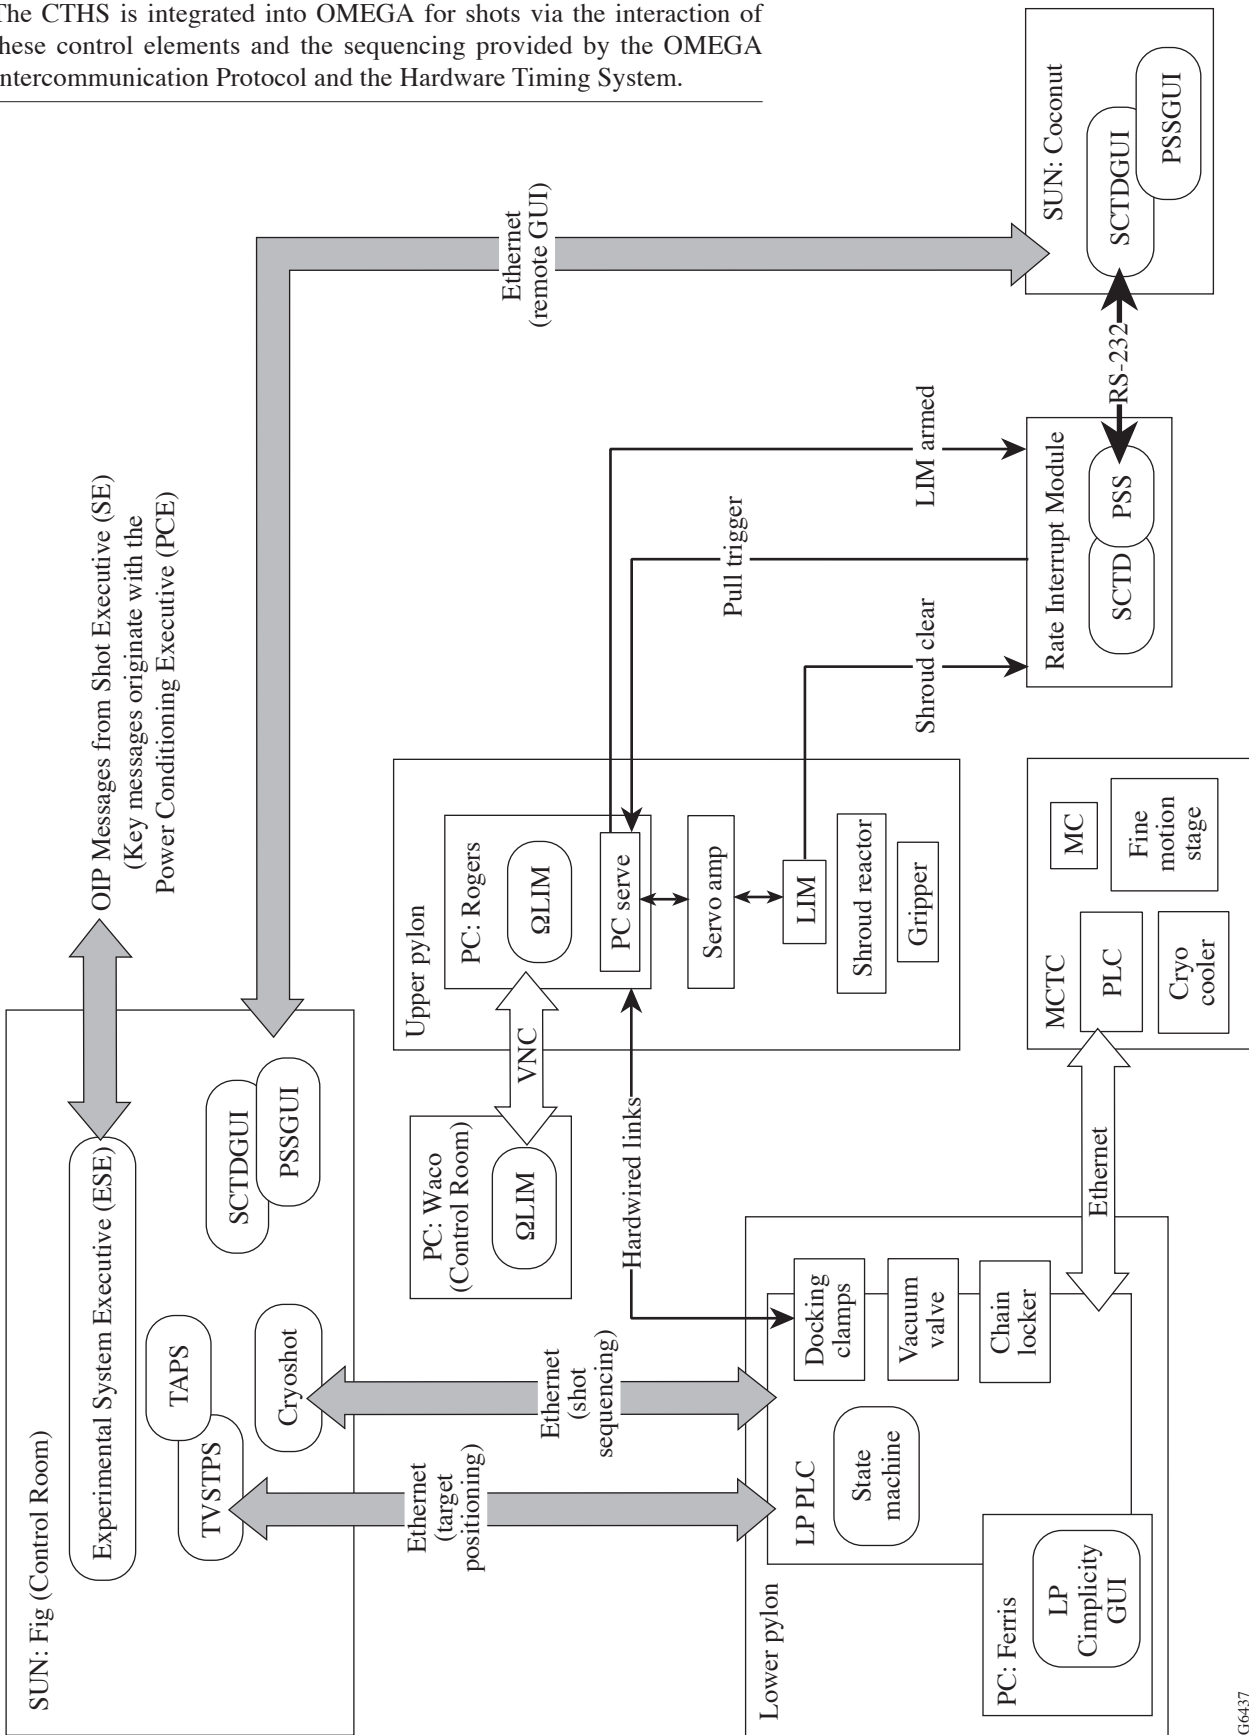 The CTHS is integrated into OMEGA for shots via the interaction of
these control elements and the sequencing provided by the OMEGA
Intercommunication Protocol and the Hardware Timing System.
SUN: Fig (Control Room)
Experimental System Executive (ESE)
TAPS
TVSTPS
Cryoshot
SCTDGUI
PSSGUI
OIP Messages from Shot Executive (SE)
(Key messages originate with the
Power Conditioning Executive (PCE)
Ethernet
(remote GUI)
SUN: Coconut
SCTDGUI
PSSGUI
Ethernet
(target
positioning)
Ethernet
(shot
sequencing)
PC: Waco
(Control Room)
ΩLIM
VNC
Upper pylon
PC: Rogers
ΩLIM
PC serve
Servo amp
LIM
Shroud reactor
Gripper
Hardwired links
LIM armed
Pull trigger
Shroud clear
RS-232
Rate Interrupt Module
SCTD
PSS
Lower pylon
LP PLC
State
machine
Docking
clamps
Vacuum
valve
Chain
locker
PC: Ferris
LP
Cimplicity
GUI
Ethernet
MCTC
PLC
MC
Cryo
cooler
Fine
motion
stage
G6437